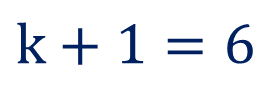 k + 1 = 6